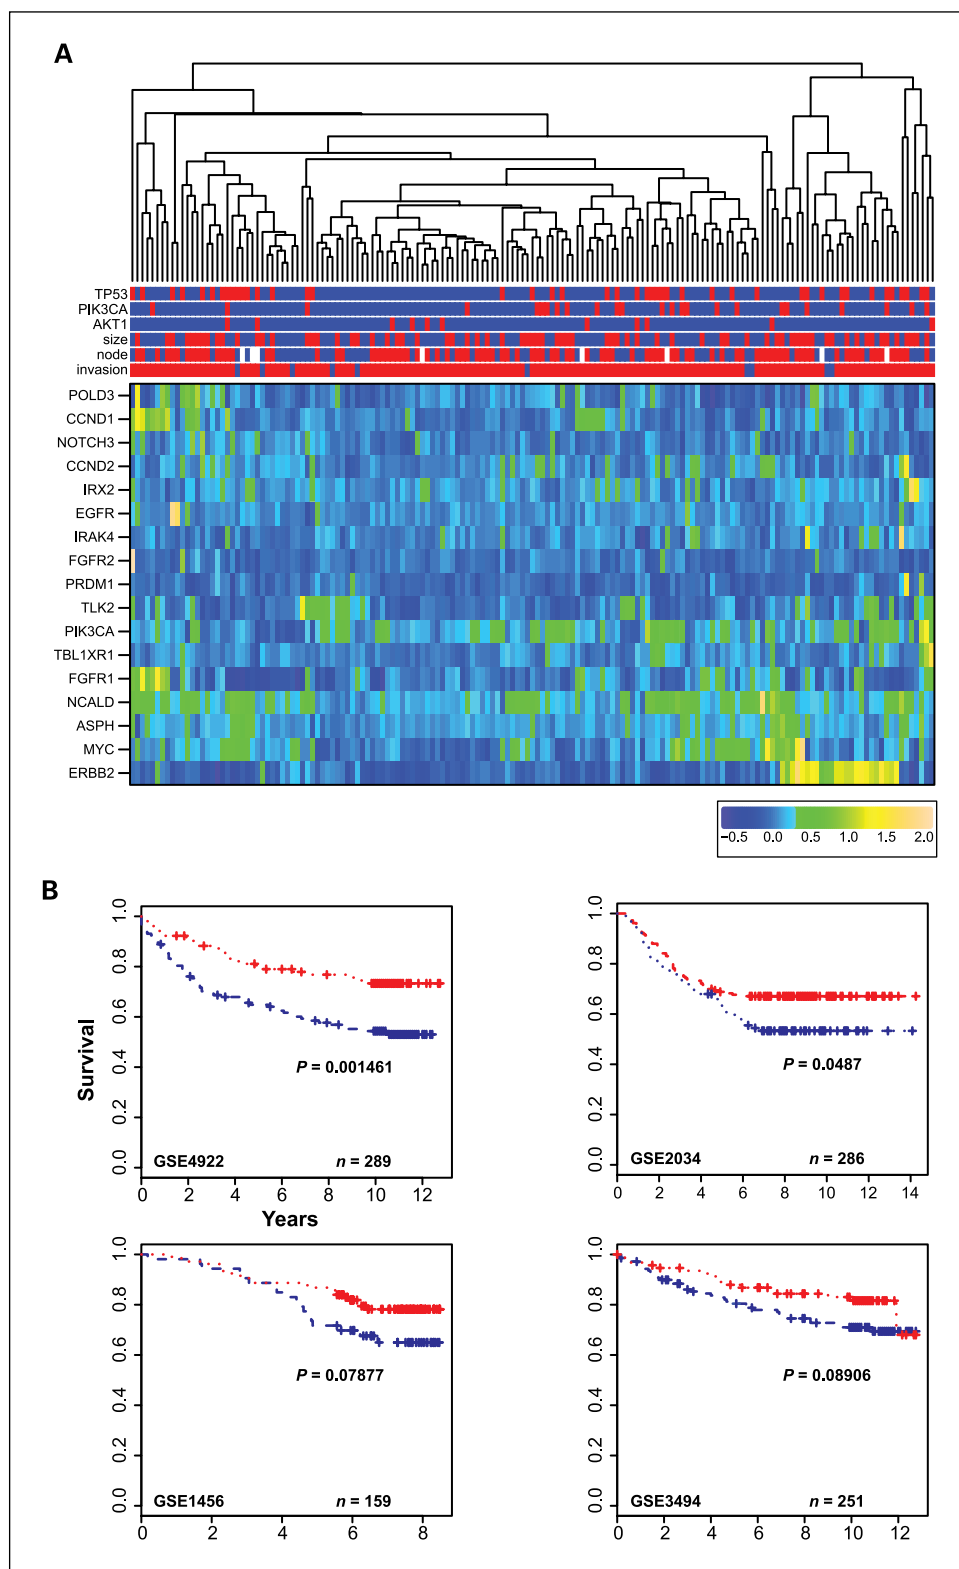 A
TP53
PIK3CA
AKT1
size
node
invasion
POLD3
CCND1
NOTCH3
CCND2
IRX2
EGFR
IRAK4
FGFR2
PRDM1
TLK2
PIK3CA
TBL1XR1
FGFR1
NCALD
ASPH
MYC
ERBB2
−0.5 0.0 0.5 1.0 1.5 2.0
B
Survival
1.0
0.8
0.6
0.4
0.2
0.0
P = 0.001461
GSE4922 n = 289
0 2 4 6 8 10 12
Years
1.0
0.8
0.6
0.4
0.2
0.0
P = 0.0487
GSE2034 n = 286
0 2 4 6 8 10 12 14
1.0
0.8
0.6
0.4
0.2
0.0
P = 0.07877
GSE1456 n = 159
0 2 4 6 8
1.0
0.8
0.6
0.4
0.2
0.0
P = 0.08906
GSE3494 n = 251
0 2 4 6 8 10 12